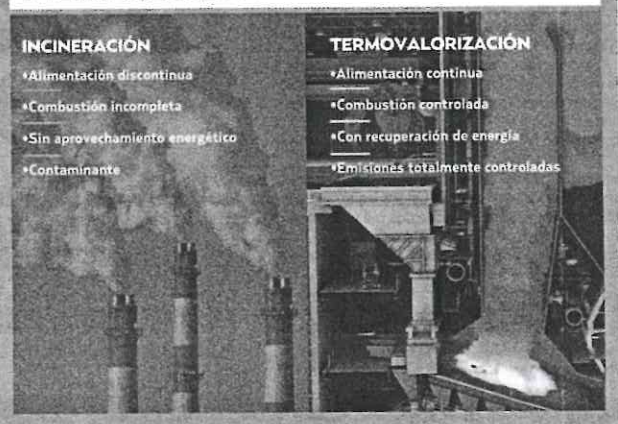 INCINERACIÓN
•Alimentación discontinua
•Combustión incompleta
•Sin aprovechamiento energético
•Contaminante
TERMOVALORIZACIÓN
•Alimentación continua
•Combustión controlada
•Con recuperación de energía
•Emisiones totalmente controladas